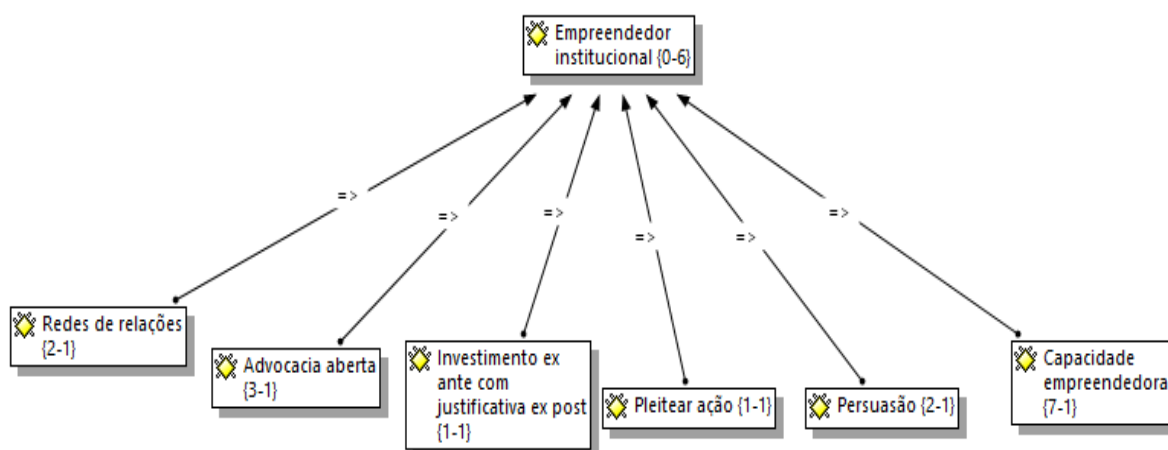 Empreendedor
institucional {0-6}
=>
=>
=>
=>
=>
=>
Redes de relações
{2-1}
Advocacia aberta
{3-1}
Investimento ex
ante com
justificativa ex post
{1-1}
Pleitear ação {1-1}
Persuasão {2-1}
Capacidade
empreendedora
{7-1}